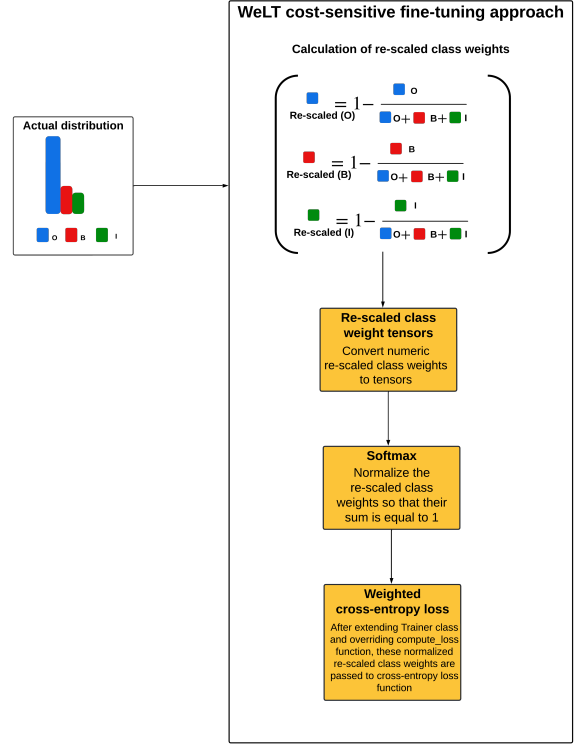 WeLT cost-sensitive fine-tuning approach
Calculation of re-scaled class weights
Actual distribution
O B I
Re-scaled (O) = 1− O
O+ B+ I
Re-scaled (B) = 1− B
O+ B+ I
Re-scaled (I) = 1− I
O+ B+ I
Re-scaled class
weight tensors
Convert numeric
re-scaled class weights
to tensors
Softmax
Normalize the
re-scaled class
weights so that their
sum is equal to 1
Weighted
cross-entropy loss
After extending Trainer class
and overriding compute_loss
function, these normalized
re-scaled class weights are
passed to cross-entropy loss
function